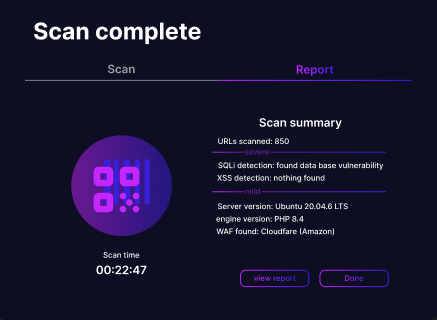 Scan complete
Scan
Report
Scan summary
URLs scanned: 850
severe
SQLi detection: found data base vulnerability
XSS detection: nothing found
mild
Server version: Ubuntu 20.04.6 LTS
engine version: PHP 8.4
WAF found: Cloudfare (Amazon)
Scan time
00:22:47
view report
Done